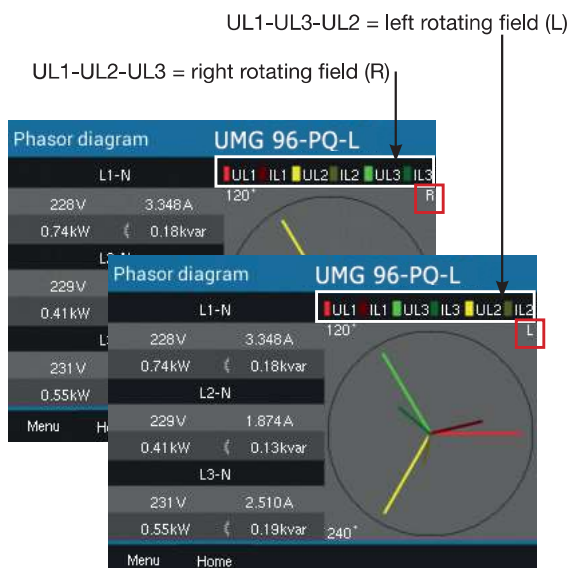 UL1-UL3-UL2 = left rotating field (L)
UL1-UL2-UL3 = right rotating field (R)
Phasor diagram UMG 96-PQ-L
L1-N UL1 IL1 UL2 IL2 UL3 IL3
120° R
228V 3.348A
0.74kW 0.18kvar
229V
0.41kW
231V
0.55kW
Menu
Phasor diagram UMG 96-PQ-L
L1-N UL1 IL1 UL3 IL3 UL2 IL2
120° L
228V 3.348A
0.74kW 0.18kvar
L2-N
229V 1.874A
0.41kW 0.13kvar
L3-N
231V 2.510A
0.55kW 0.19kvar 240°
Menu Home